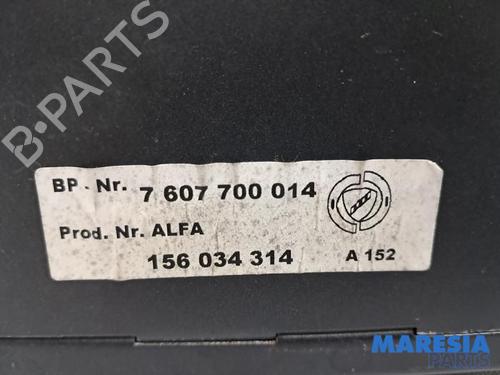 B-PARTS
BP - Nr. 7 607 700 014
Prod. Nr. ALFA
156 034 314 A 152
MARESIA
PARTS